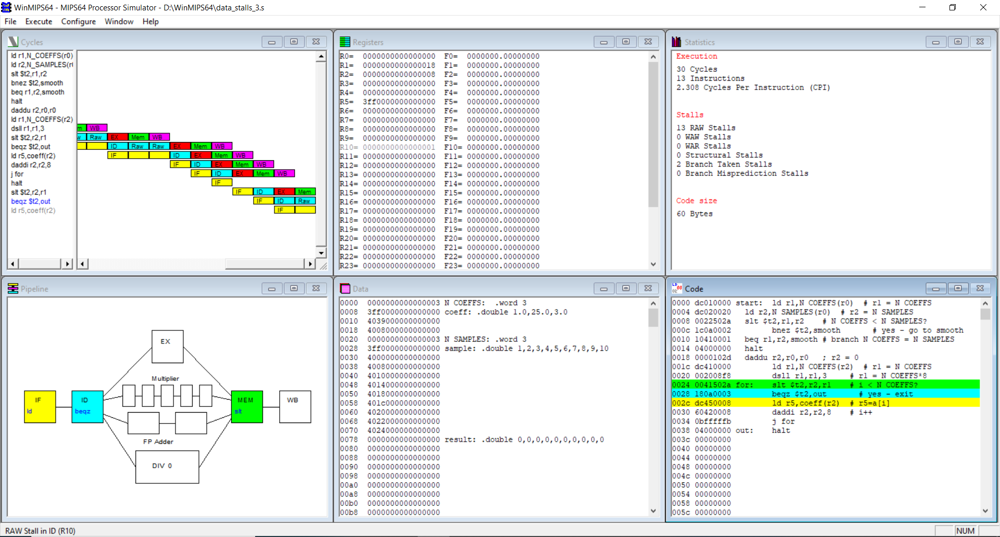 WinMIPS64 - MIPS64 Processor Simulator - D:\WinMIPS64\data_stalls_3.s
File Execute Configure Window Help
Cycles
ld r1,N_COEFFS(r0)
ld r2,N_SAMPLES(r
slt $t2,r1,r2
bnez $t2,smooth
beq r1,r2,smooth
halt
daddu r2,r0,r0
ld r1,N_COEFFS(r2)
dsll r1,r1,3
slt $t2,r2,r1
beqz $t2,out
ld r5,coeff(r2)
daddi r2,r2,8
j for
halt
slt $t2,r2,r1
beqz $t2,out
ld r5,coeff(r2)
m WB
w Raw EX Mem WB
ID Raw Raw EX Mem WB
IF ID EX Mem WB
IF ID EX Mem WB
IF ID EX Mem WB
IF
IF ID EX Mem
IF ID Raw
IF
Registers
R0= 0000000000000000 F0= 0000000.00000000
R1= 0000000000000018 F1= 0000000.00000000
R2= 0000000000000008 F2= 0000000.00000000
R3= 0000000000000000 F3= 0000000.00000000
R4= 0000000000000000 F4= 0000000.00000000
R5= 3ff0000000000000 F5= 0000000.00000000
R6= 0000000000000000 F6= 0000000.00000000
R7= 0000000000000000 F7= 0000000.00000000
R8= 0000000000000000 F8= 0000000.00000000
R9= 0000000000000000 F9= 0000000.00000000
R10= 0000000000000001 F10= 0000000.00000000
R11= 0000000000000000 F11= 0000000.00000000
R12= 0000000000000000 F12= 0000000.00000000
R13= 0000000000000000 F13= 0000000.00000000
R14= 0000000000000000 F14= 0000000.00000000
R15= 0000000000000000 F15= 0000000.00000000
R16= 0000000000000000 F16= 0000000.00000000
R17= 0000000000000000 F17= 0000000.00000000
R18= 0000000000000000 F18= 0000000.00000000
R19= 0000000000000000 F19= 0000000.00000000
R20= 0000000000000000 F20= 0000000.00000000
R21= 0000000000000000 F21= 0000000.00000000
R22= 0000000000000000 F22= 0000000.00000000
R23= 0000000000000000 F23= 0000000.00000000
Statistics
Execution
30 Cycles
13 Instructions
2.308 Cycles Per Instruction (CPI)
Stalls
13 RAW Stalls
0 WAW Stalls
0 WAR Stalls
0 Structural Stalls
2 Branch Taken Stalls
0 Branch Misprediction Stalls
Code size
60 Bytes
Pipeline
EX
Multiplier
IF
ld
ID
beqz
MEM
slt
WB
FP Adder
DIV 0
Data
0000 0000000000000003 N COEFFS: .word 3
0008 3ff0000000000000 coeff: .double 1.0,25.0,3.0
0010 4039000000000000
0018 4008000000000000
0020 0000000000000003 N SAMPLES: .word 3
0028 3ff0000000000000 sample: .double 1,2,3,4,5,6,7,8,9,10
0030 4000000000000000
0038 4008000000000000
0040 4010000000000000
0048 4014000000000000
0050 4018000000000000
0058 401c000000000000
0060 4020000000000000
0068 4022000000000000
0070 4024000000000000
0078 0000000000000000 result: .double 0,0,0,0,0,0,0,0,0,0
0080 0000000000000000
0088 0000000000000000
0090 0000000000000000
0098 0000000000000000
00a0 0000000000000000
00a8 0000000000000000
00b0 0000000000000000
00b8 0000000000000000
Code
0000 dc010000 start: ld r1,N COEFFS(r0) # r1 = N COEFFS
0004 dc020020 ld r2,N SAMPLES(r0) # r2 = N SAMPLES
0008 0022502a slt $t2,r1,r2 # N COEFFS < N SAMPLES?
000c 1c0a0002 bnez $t2,smooth # yes - go to smooth
0010 10410001 beq r1,r2,smooth # branch N COEFFS = N SAMPLES
0014 04000000 halt
0018 0000102d daddu r2,r0,r0 ; r2 = 0
001c dc410000 ld r1,N COEFFS(r2) # r1 = N COEFFS
0020 002008f8 dsll r1,r1,3 # r1 = N COEFFS*8
0024 0041502a for: slt $t2,r2,r1 # i < N COEFFS?
0028 180a0003 beqz $t2,out # yes - exit
002c dc450008 ld r5,coeff(r2) # r5=a[i]
0030 60420008 daddi r2,r2,8 # i++
0034 0bfffffb j for
0038 04000000 out: halt
003c 00000000
0040 00000000
0044 00000000
0048 00000000
004c 00000000
0050 00000000
0054 00000000
0058 00000000
005c 00000000
RAW Stall in ID (R10)
NUM